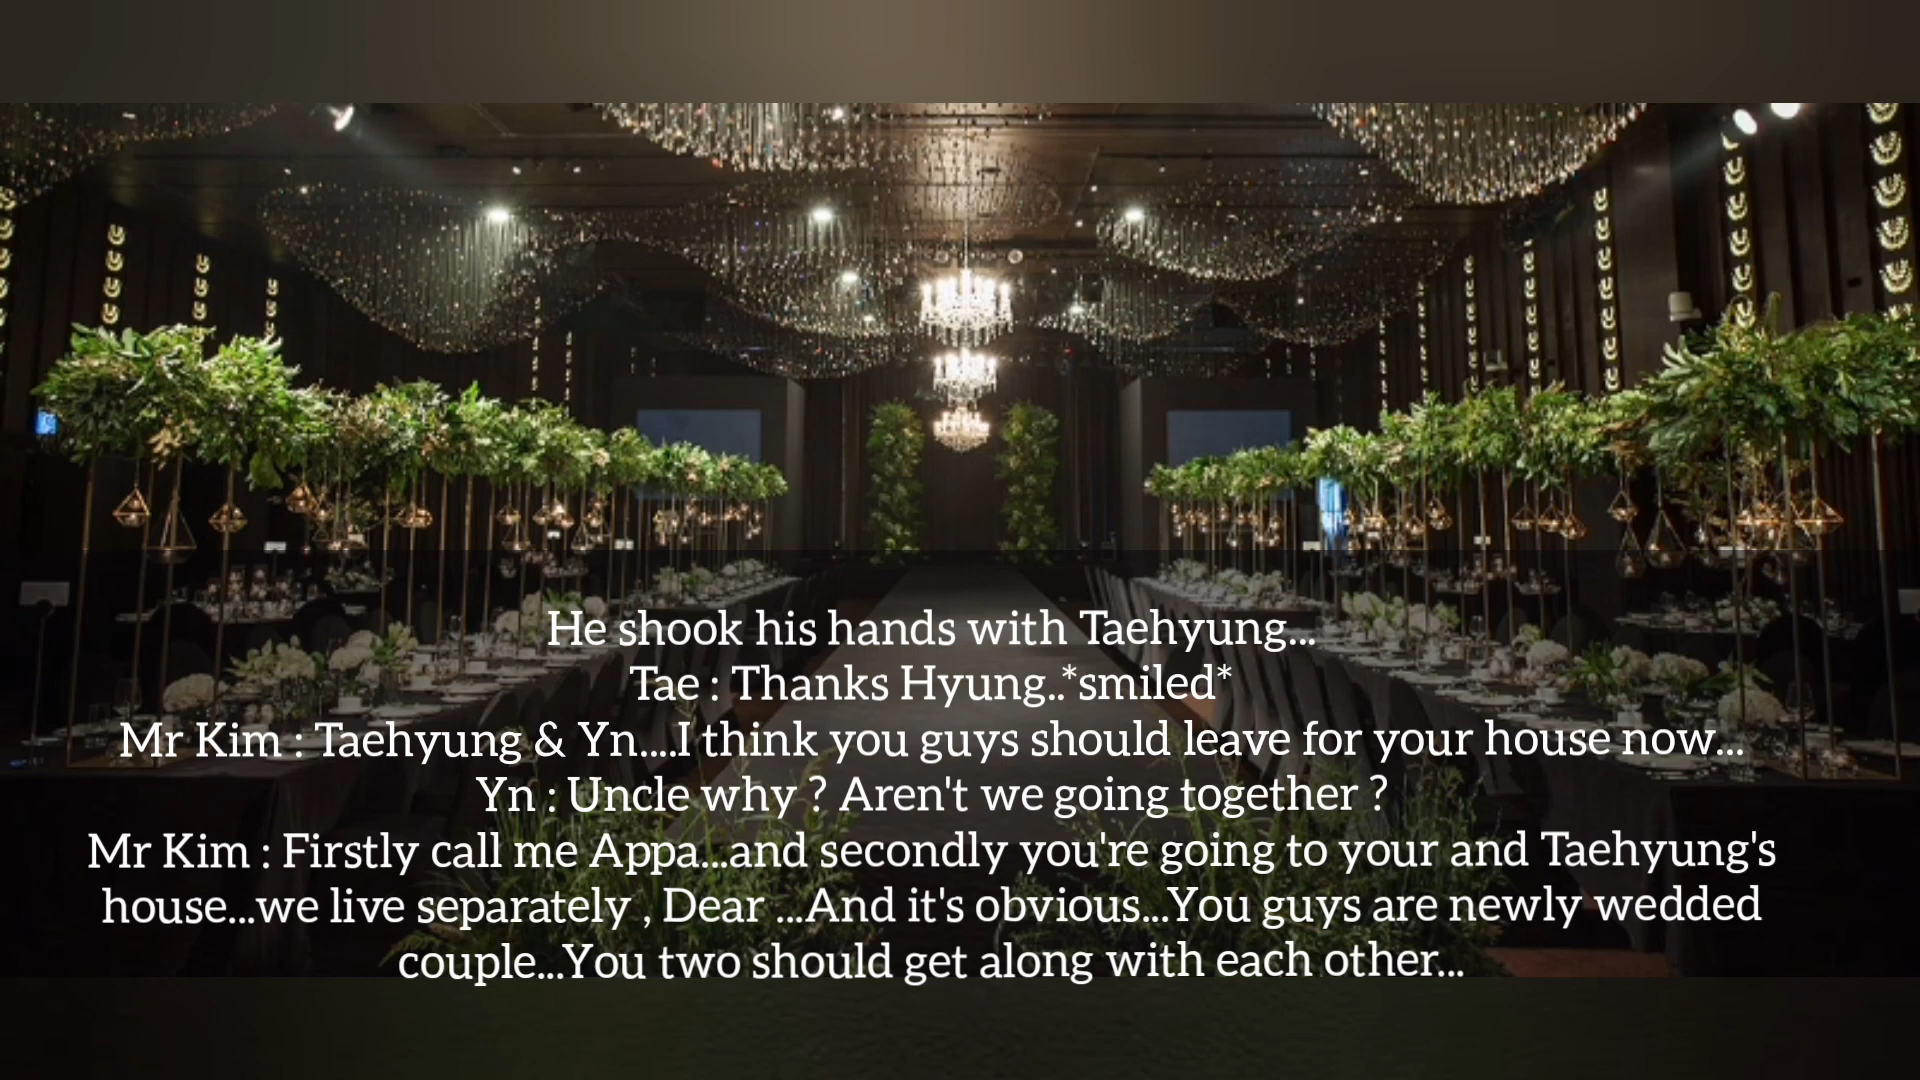 He shook his hands with Taehyung...
Tae : Thanks Hyung..*smiled*
Mr Kim : Taehyung & Yn....I think you guys should leave for your house now...
Yn : Uncle why ? Aren't we going together ?
Mr Kim : Firstly call me Appa...and secondly you're going to your and Taehyung's
house...we live separately , Dear ...And it's obvious...You guys are newly wedded
couple...You two should get along with each other...